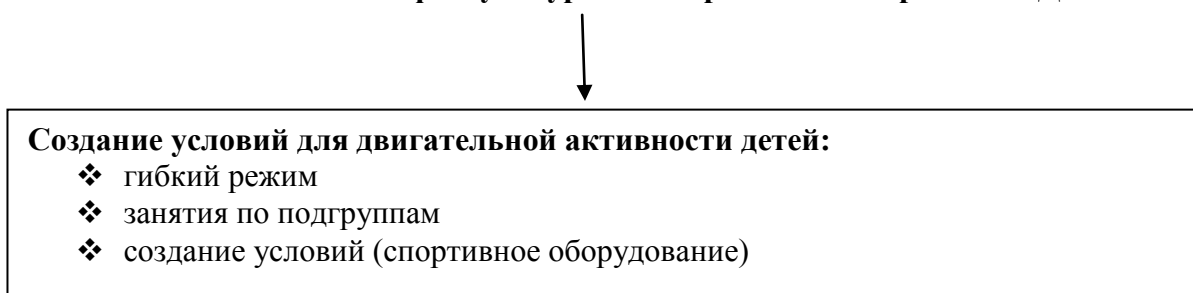 Создание условий для двигательной активности детей:
❖ гибкий режим
❖ занятия по подгруппам
❖ создание условий (спортивное оборудование)